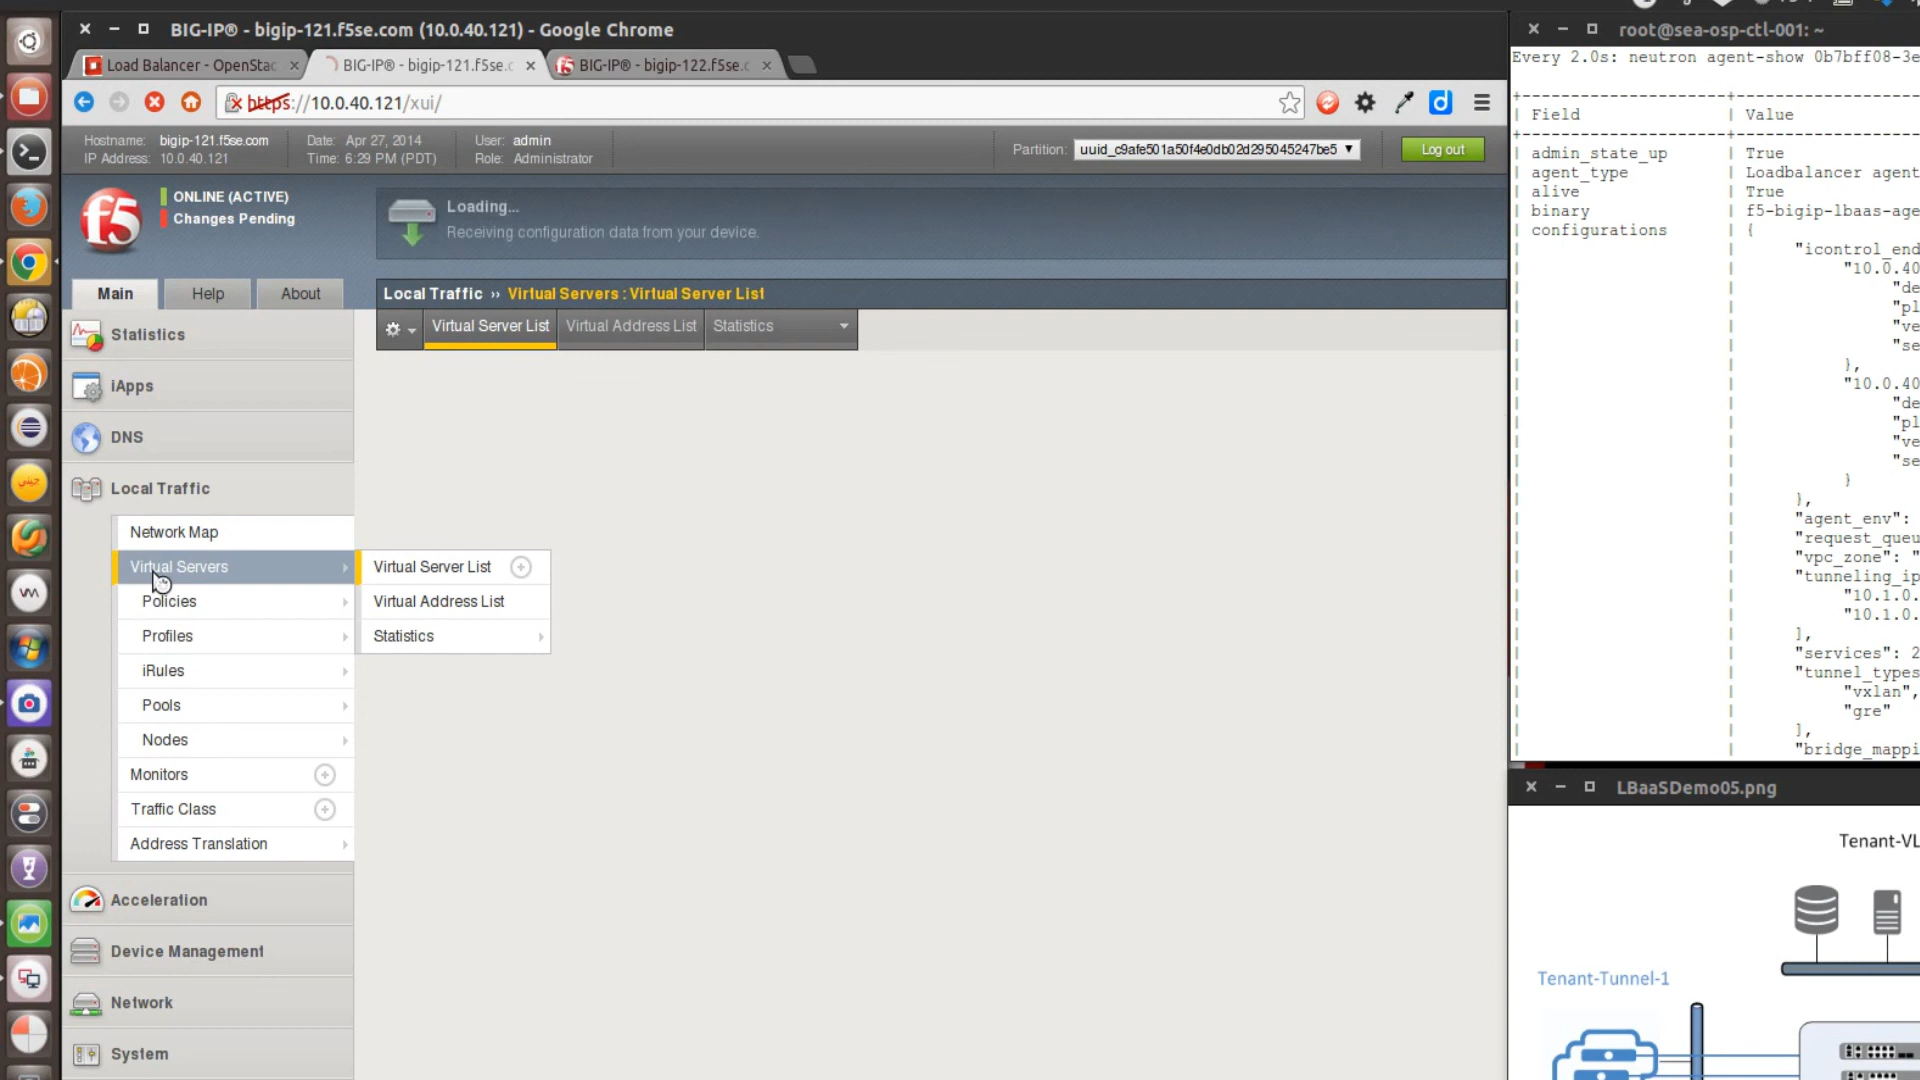 BIG-IP® - bigip-121.f5se.com (10.0.40.121) - Google Chrome
Load Balancer - OpenStac
BIG-IP® - bigip-121.f5se.c
BIG-IP® - bigip-122.f5se.c
https://10.0.40.121/xui/
Hostname: bigip-121.f5se.com
IP Address: 10.0.40.121
Date: Apr 27, 2014
Time: 6:29 PM (PDT)
User: admin
Role: Administrator
Partition: uuid_c9afe501a50f4e0db02d295045247be5
Log out
f5
ONLINE (ACTIVE)
Changes Pending
Loading...
Receiving configuration data from your device.
Main
Help
About
Local Traffic ›› Virtual Servers : Virtual Server List
Virtual Server List
Virtual Address List
Statistics
Statistics
iApps
DNS
Local Traffic
Network Map
Virtual Servers
Policies
Profiles
iRules
Pools
Nodes
Monitors
Traffic Class
Address Translation
Virtual Server List
Virtual Address List
Statistics
Acceleration
Device Management
Network
System
root@sea-osp-ctl-001: ~
Every 2.0s: neutron agent-show 0b7bff08-3e
| Field | Value
| admin_state_up | True
| agent_type | Loadbalancer agent
| alive | True
| binary | f5-bigip-lbaas-age
| configurations | {
"icontrol_end
"10.0.40
"de
"pl
"ve
"se
},
"10.0.40
"de
"pl
"ve
"se
}
},
"agent_env":
"request_queu
"vpc_zone": "
"tunneling_ip
"10.1.0.
"10.1.0.
],
"services": 2
"tunnel_types
"vxlan",
"gre"
],
"bridge_mappi
LBaaSDemo05.png
Tenant-VL
Tenant-Tunnel-1